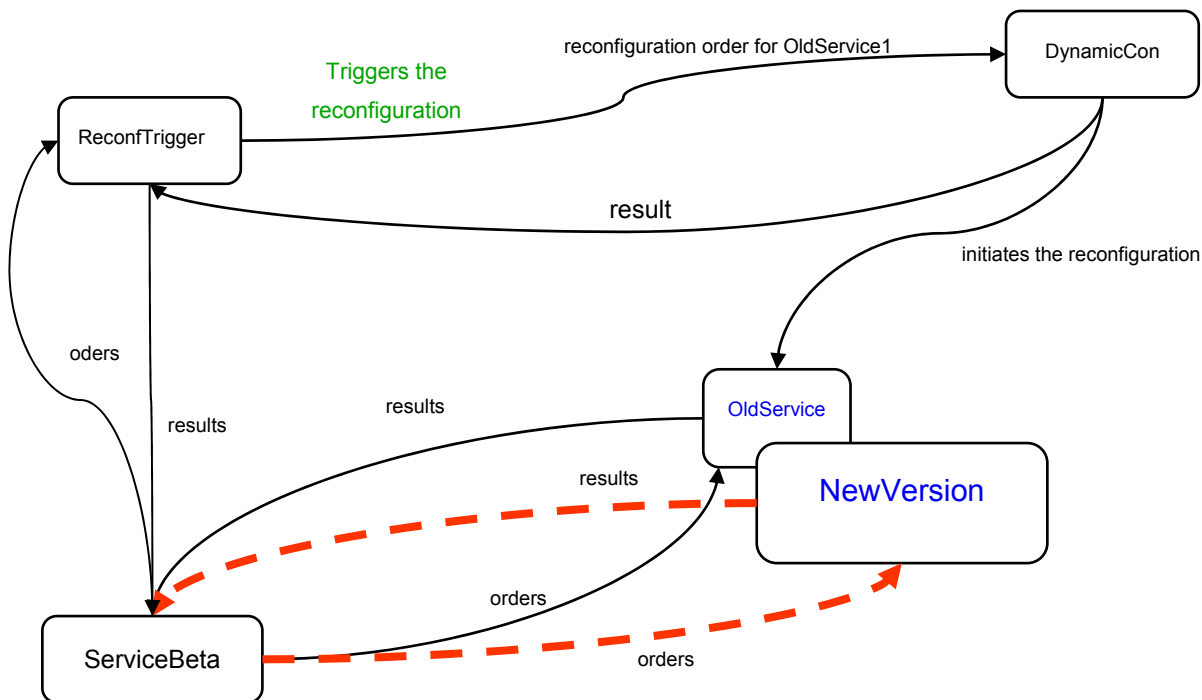 reconfiguration order for OldService1
DynamicCon
Triggers the
reconfiguration
ReconfTrigger
result
initiates the reconfiguration
oders
results
results
OldService
results
NewVersion
orders
ServiceBeta
orders